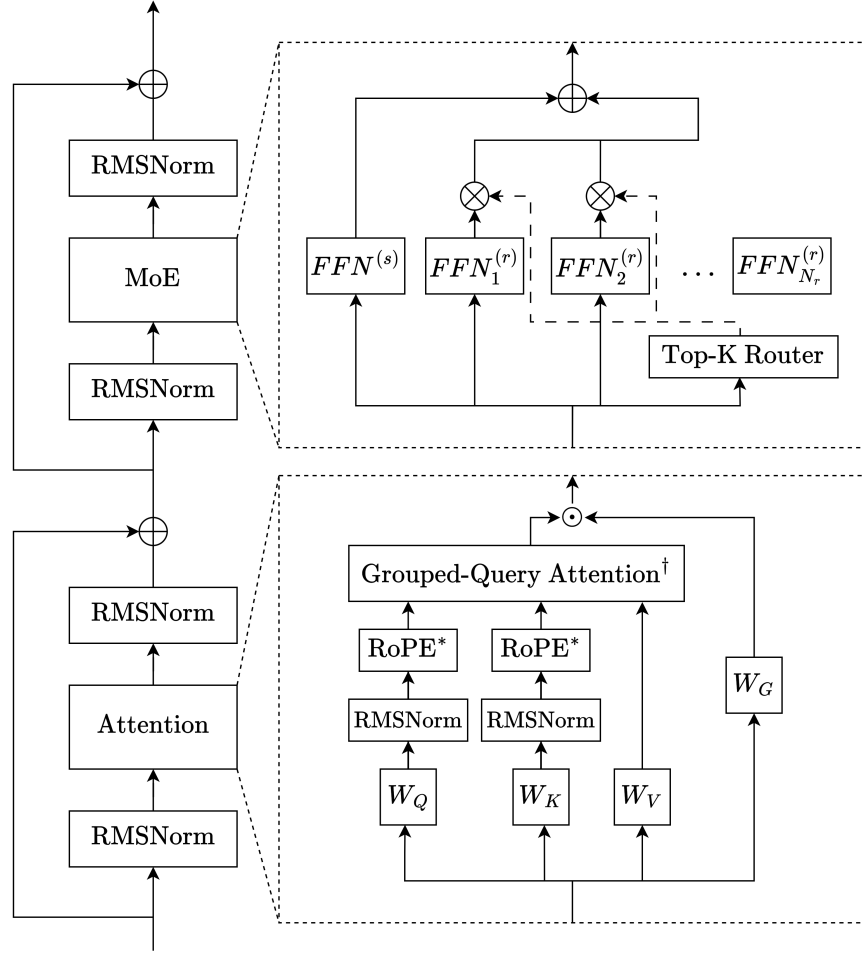 RMSNorm
MoE
RMSNorm
RMSNorm
Attention
RMSNorm
FFN^{(s)}
FFN_1^{(r)}
FFN_2^{(r)}
...
FFN_{N_r}^{(r)}
Top-K Router
Grouped-Query Attention†
RoPE*
RoPE*
RMSNorm
RMSNorm
W_G
W_Q
W_K
W_V